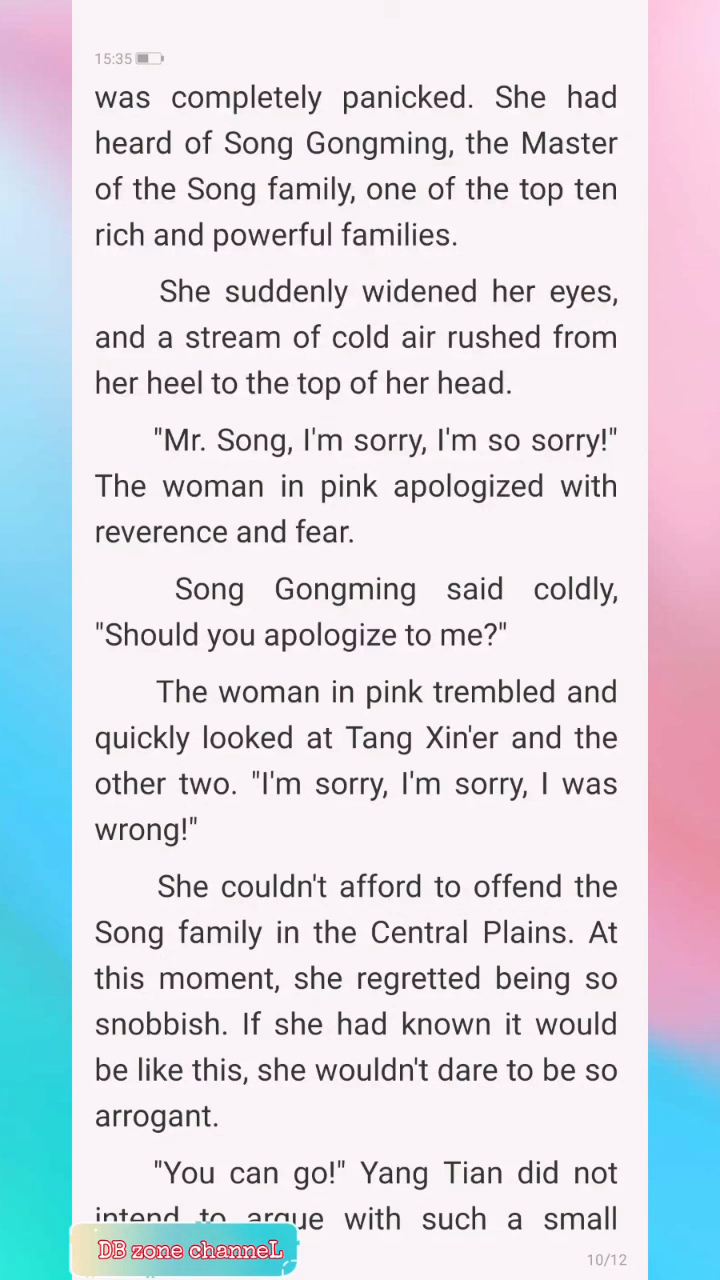 15:35
was completely panicked. She had
heard of Song Gongming, the Master
of the Song family, one of the top ten
rich and powerful families.
She suddenly widened her eyes,
and a stream of cold air rushed from
her heel to the top of her head.
"Mr. Song, I'm sorry, I'm so sorry!"
The woman in pink apologized with
reverence and fear.
Song Gongming said coldly,
"Should you apologize to me?"
The woman in pink trembled and
quickly looked at Tang Xin'er and the
other two. "I'm sorry, I'm sorry, I was
wrong!"
She couldn't afford to offend the
Song family in the Central Plains. At
this moment, she regretted being so
snobbish. If she had known it would
be like this, she wouldn't dare to be so
arrogant.
"You can go!" Yang Tian did not
intend to argue with such a small
DB zone channeL
10/12